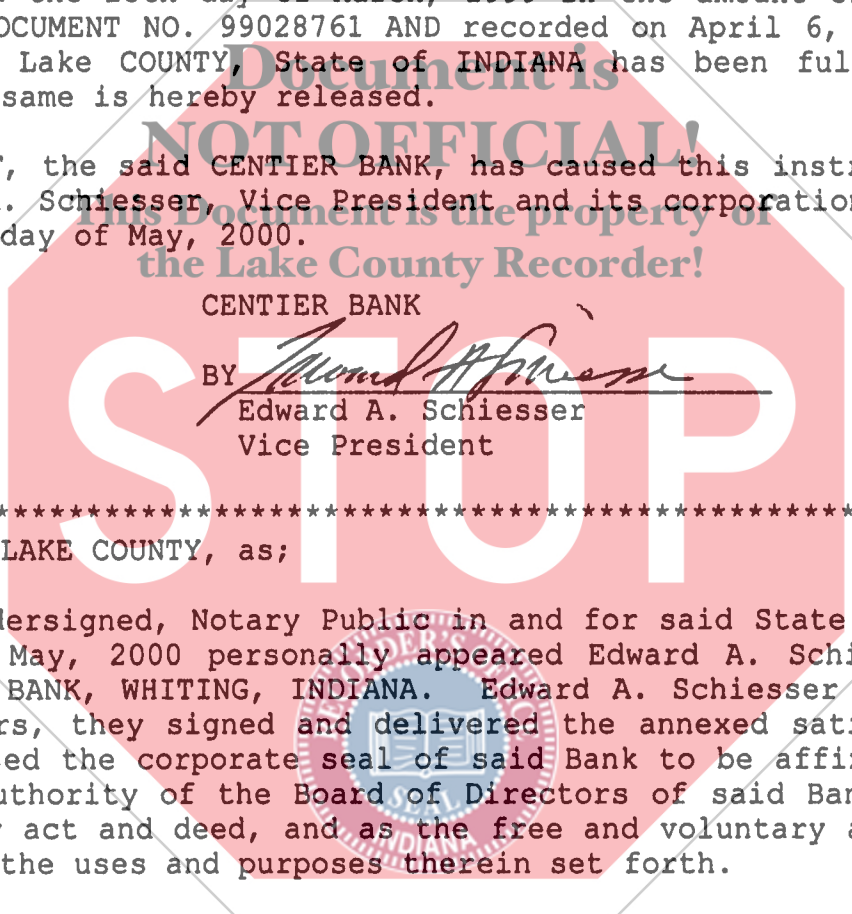 DOCUMENT NO. 99028761 AND recorded on April 6,
Lake COUNTY, State of INDIANA has been ful
same is hereby released.
, the said CENTIER BANK, has caused this inst
. Schiesser, Vice President and its corporation
day of May, 2000.
Document is
NOT OFFICIAL!
This Document is the property of
the Lake County Recorder!
CENTIER BANK
BY Edward A Schiesser
Edward A. Schiesser
Vice President
STOP
****************************************************
LAKE COUNTY, as;
dersigned, Notary Public in and for said State
May, 2000 personally appeared Edward A. Schi
BANK, WHITING, INDIANA. Edward A. Schiesser
rs, they signed and delivered the annexed sat
ed the corporate seal of said Bank to be affi
uthority of the Board of Directors of said Ban
act and deed, and as the free and voluntary a
the uses and purposes therein set forth.
SEAL
INDIANA